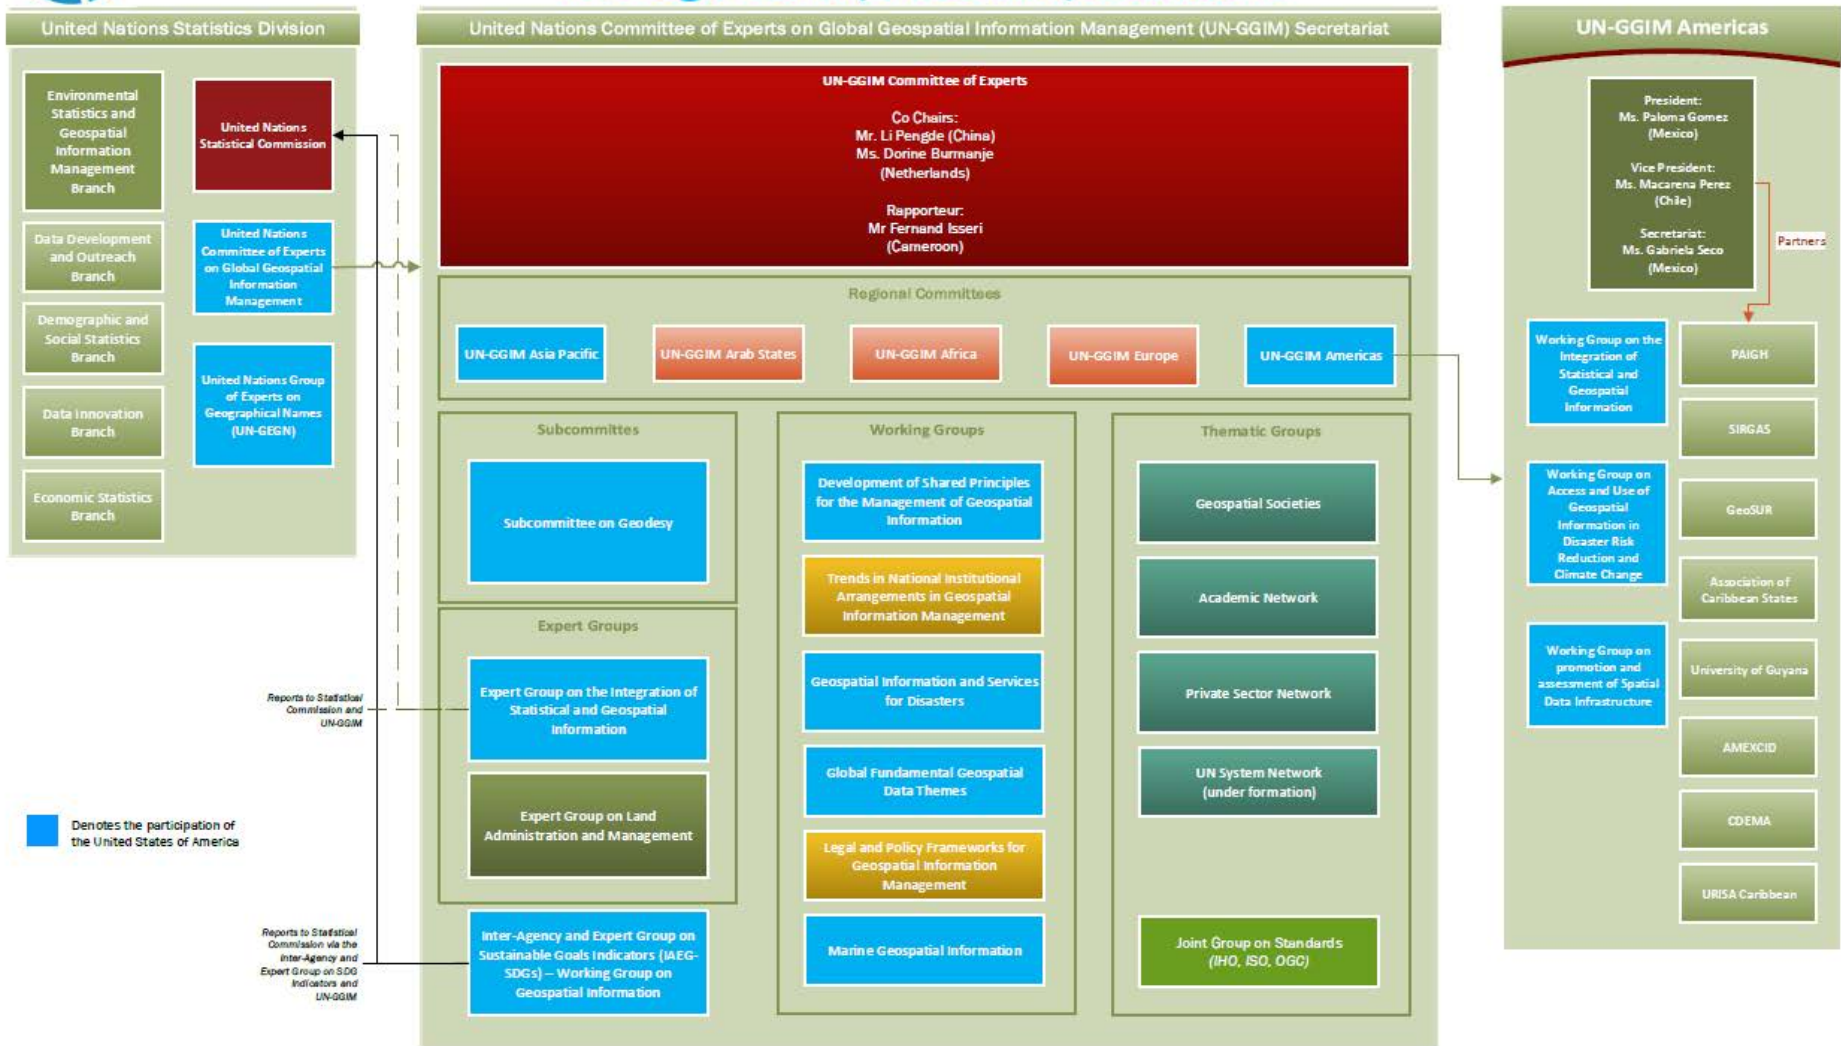 United Nations Statistics Division
Environmental
Statistics and
Geospatial
Information
Management
Branch
Data Development
and Outreach
Branch
Demographic and
Social Statistics
Branch
Data Innovation
Branch
Economic Statistics
Branch
United Nations
Statistical Commission
United Nations
Committee of Experts
on Global Geospatial
Information
Management
United Nations Group
of Experts on
Geographical Names
(UN-GEGN)
United Nations Committee of Experts on Global Geospatial Information Management (UN-GGIM) Secretariat
UN-GGIM Committee of Experts
Co Chairs:
Mr. Li Pengde (China)
Ms. Dorine Burmanje
(Netherlands)
Rapporteur:
Mr Fernand Isseri
(Cameroon)
Regional Committees
UN-GGIM Asia Pacific
UN-GGIM Arab States
UN-GGIM Africa
UN-GGIM Europe
UN-GGIM Americas
Subcommittes
Subcommittee on Geodesy
Expert Groups
Expert Group on the Integration of
Statistical and Geospatial
Information
Expert Group on Land
Administration and Management
Inter-Agency and Expert Group on
Sustainable Goals Indicators (IAEG-
SDGs) – Working Group on
Geospatial Information
Working Groups
Development of Shared Principles
for the Management of Geospatial
Information
Trends in National Institutional
Arrangements in Geospatial
Information Management
Geospatial Information and Services
for Disasters
Global Fundamental Geospatial
Data Themes
Legal and Policy Frameworks for
Geospatial Information
Management
Marine Geospatial Information
Thematic Groups
Geospatial Societies
Academic Network
Private Sector Network
UN System Network
(under formation)
Joint Group on Standards
(IHO, ISO, OGC)
UN-GGIM Americas
President:
Ms. Paloma Gomez
(Mexico)
Vice President:
Ms. Macarena Perez
(Chile)
Secretariat:
Ms. Gabriela Seco
(Mexico)
Partners
Working Group on the
Integration of
Statistical and
Geospatial
Information
Working Group on
Access and Use of
Geospatial
Information in
Disaster Risk
Reduction and
Climate Change
Working Group on
promotion and
assessment of Spatial
Data Infrastructure
PAIGH
SIRGAS
GeoSUR
Association of
Caribbean States
University of Guyana
AMEXCID
CDEMA
URISA Caribbean
Reports to Statistical
Commission and
UN-GGIM
Denotes the participation of
the United States of America
Reports to Statistical
Commission via the
Inter-Agency and
Expert Group on SDG
Indicators and
UN-GGIM